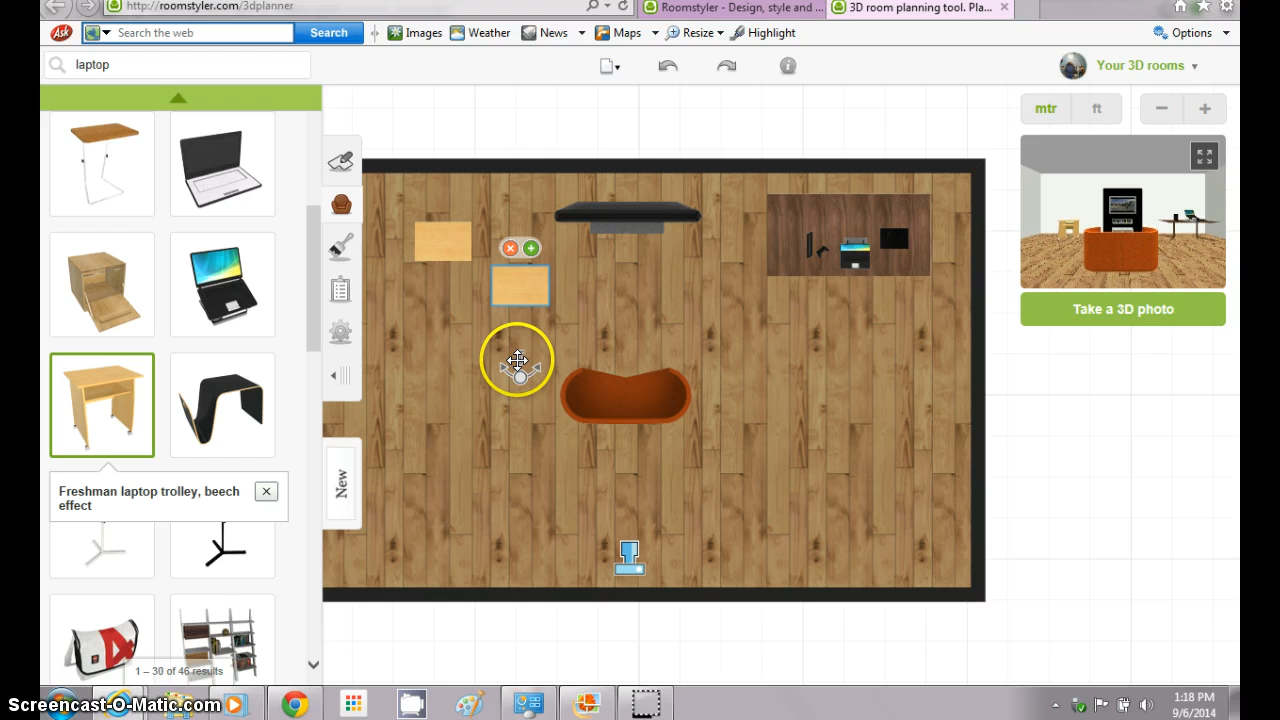 http://roomstyler.com/3dplanner
Roomstyler - Design, style and ...
3D room planning tool. Pla...
Ask
Search the web
Search
Images
Weather
News
Maps
Resize
Highlight
Options
laptop
Your 3D rooms
mtr
ft
Take a 3D photo
Freshman laptop trolley, beech
effect
New
1 – 30 of 46 results
Screencast-O-Matic.com
1:18 PM
9/6/2014